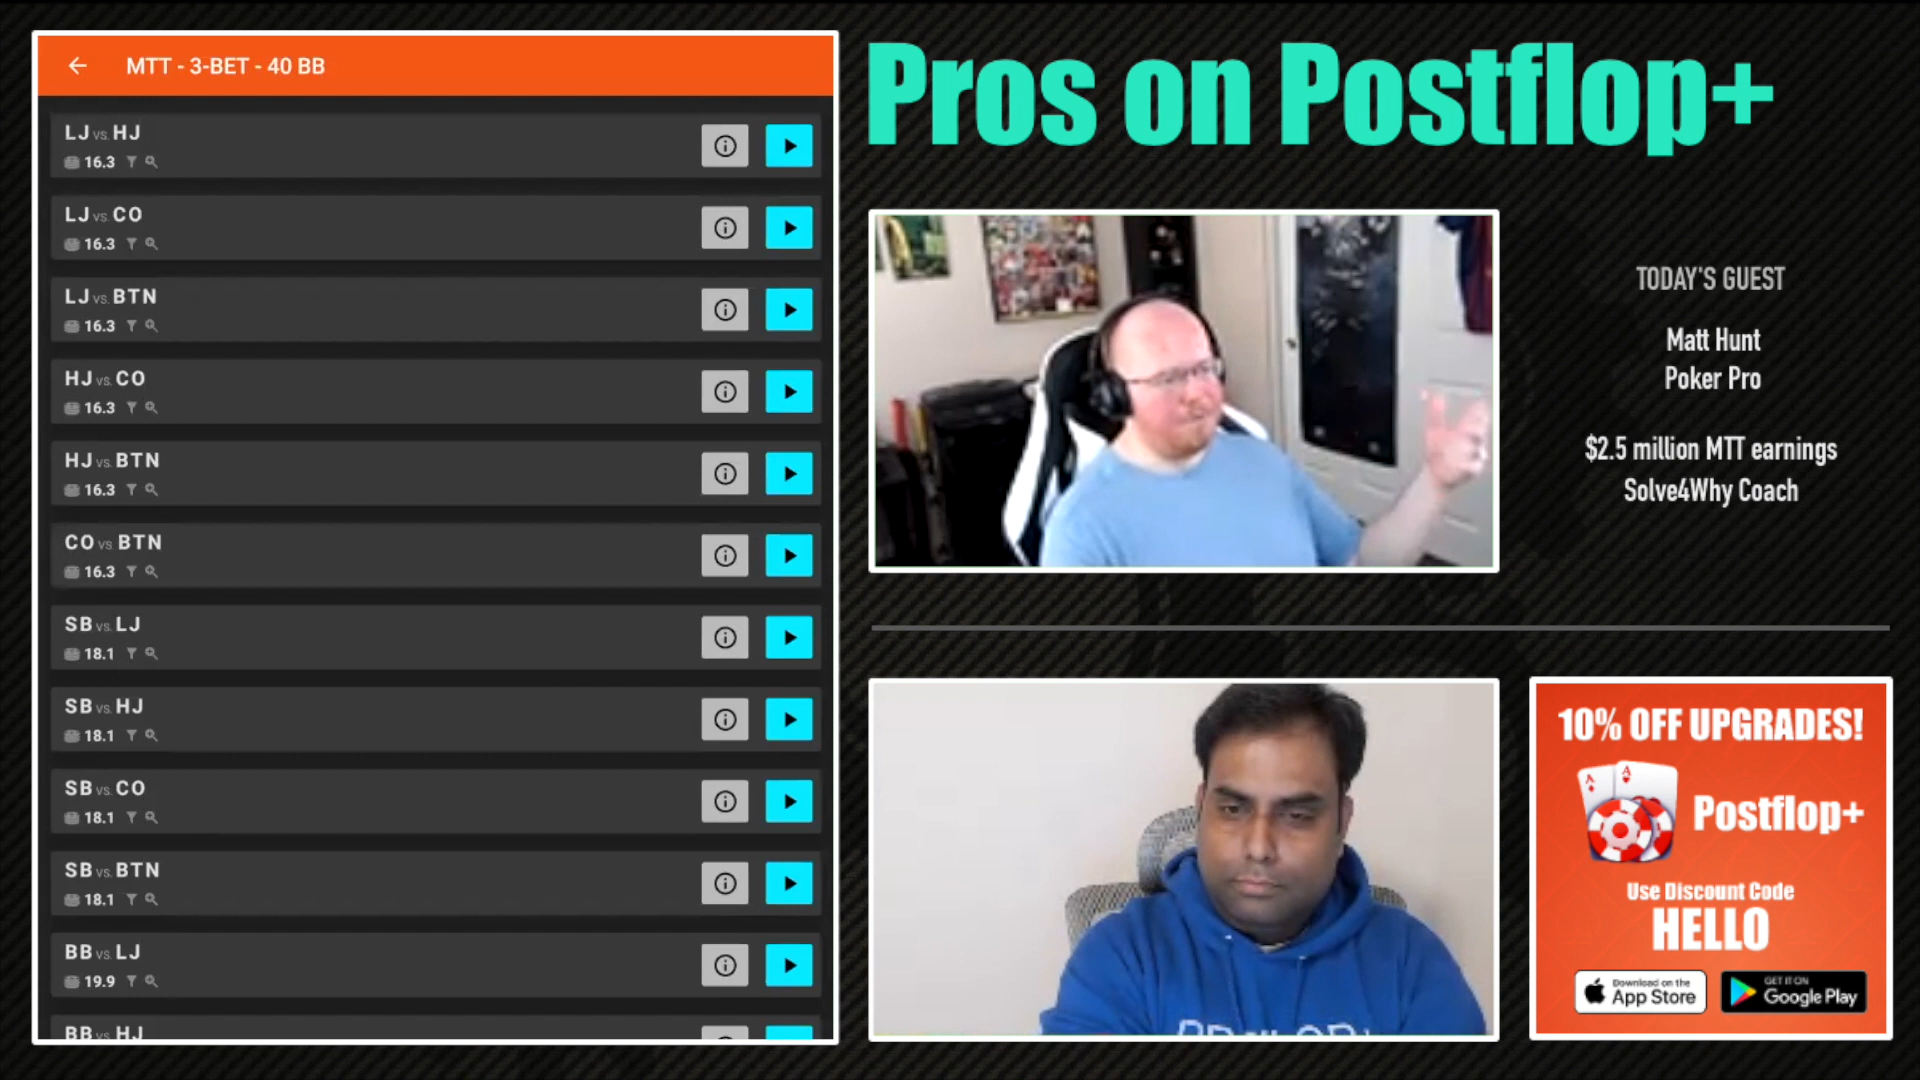 MTT - 3-BET - 40 BB
LJ vs. HJ
16.3
LJ vs. CO
16.3
LJ vs. BTN
16.3
HJ vs. CO
16.3
HJ vs. BTN
16.3
CO vs. BTN
16.3
SB vs. LJ
18.1
SB vs. HJ
18.1
SB vs. CO
18.1
SB vs. BTN
18.1
BB vs. LJ
19.9
BB vs. HJ
Pros on Postflop+
TODAY'S GUEST
Matt Hunt
Poker Pro
$2.5 million MTT earnings
Solve4Why Coach
10% OFF UPGRADES!
Postflop+
Use Discount Code
HELLO
Download on the
App Store
GET IT ON
Google Play